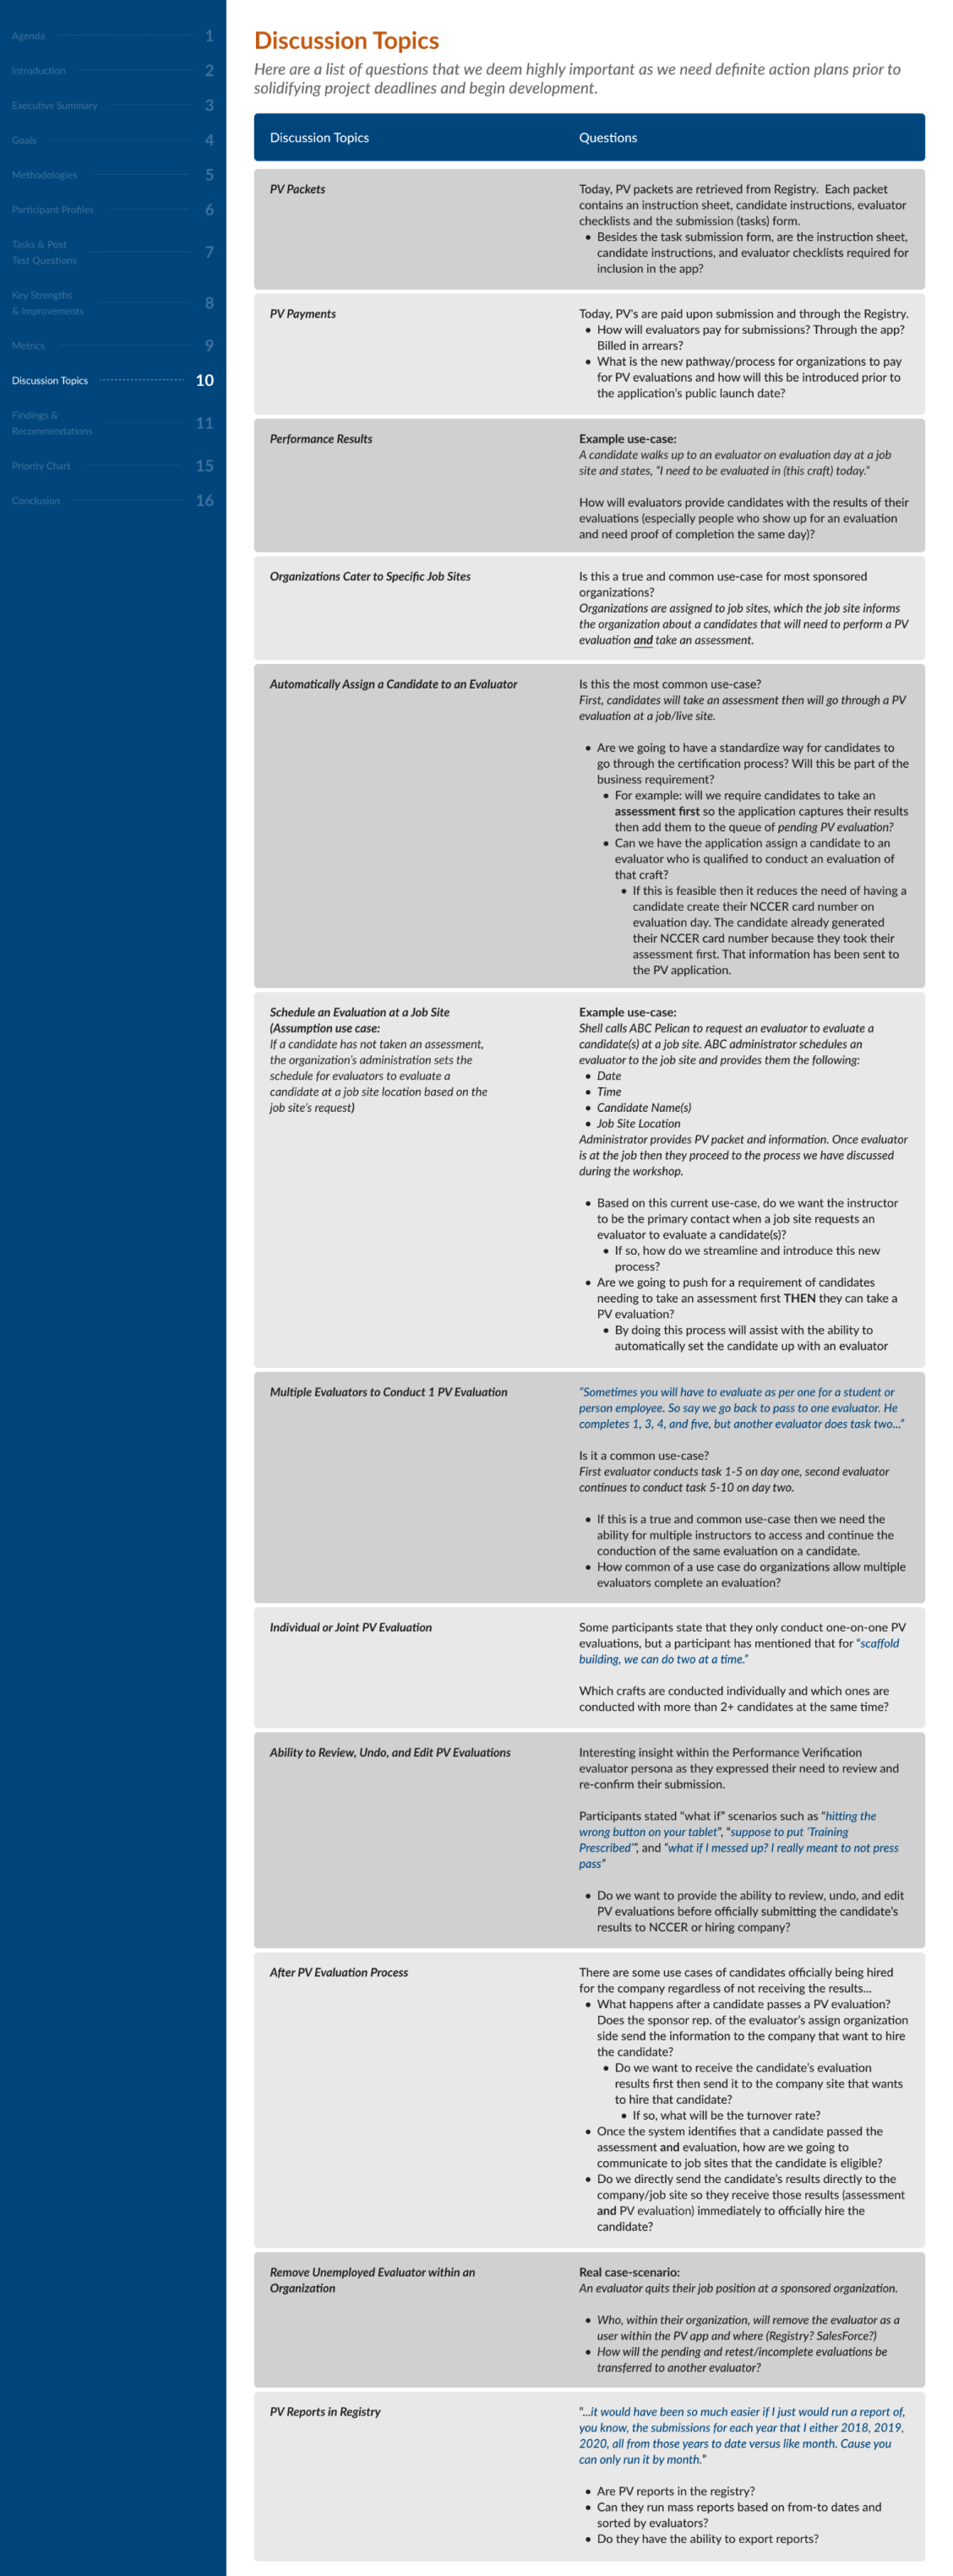 Agenda 1
Introduction 2
Executive Summary 3
Goals 4
Methodologies 5
Participant Profiles 6
Tasks & Post
Test Questions 7
Key Strengths
& Improvements 8
Metrics 9
Discussion Topics 10
Findings &
Recommendations 11
Priority Chart 15
Conclusion 16
Discussion Topics
Here are a list of questions that we deem highly important as we need definite action plans prior to
solidifying project deadlines and begin development.
Discussion Topics Questions
PV Packets
Today, PV packets are retrieved from Registry. Each packet
contains an instruction sheet, candidate instructions, evaluator
checklists and the submission (tasks) form.
• Besides the task submission form, are the instruction sheet,
candidate instructions, and evaluator checklists required for
inclusion in the app?
PV Payments
Today, PV's are paid upon submission and through the Registry.
• How will evaluators pay for submissions? Through the app?
Billed in arrears?
• What is the new pathway/process for organizations to pay
for PV evaluations and how will this be introduced prior to
the application's public launch date?
Performance Results
Example use-case:
A candidate walks up to an evaluator on evaluation day at a job
site and states, "I need to be evaluated in (this craft) today."
How will evaluators provide candidates with the results of their
evaluations (especially people who show up for an evaluation
and need proof of completion the same day)?
Organizations Cater to Specific Job Sites
Is this a true and common use-case for most sponsored
organizations?
Organizations are assigned to job sites, which the job site informs
the organization about a candidates that will need to perform a PV
evaluation and take an assessment.
Automatically Assign a Candidate to an Evaluator
Is this the most common use-case?
First, candidates will take an assessment then will go through a PV
evaluation at a job/live site.
• Are we going to have a standardize way for candidates to
go through the certification process? Will this be part of the
business requirement?
• For example: will we require candidates to take an
assessment first so the application captures their results
then add them to the queue of pending PV evaluation?
• Can we have the application assign a candidate to an
evaluator who is qualified to conduct an evaluation of
that craft?
• If this is feasible then it reduces the need of having a
candidate create their NCCER card number on
evaluation day. The candidate already generated
their NCCER card number because they took their
assessment first. That information has been sent to
the PV application.
Schedule an Evaluation at a Job Site
(Assumption use case:
If a candidate has not taken an assessment,
the organization's administration sets the
schedule for evaluators to evaluate a
candidate at a job site location based on the
job site's request)
Example use-case:
Shell calls ABC Pelican to request an evaluator to evaluate a
candidate(s) at a job site. ABC administrator schedules an
evaluator to the job site and provides them the following:
• Date
• Time
• Candidate Name(s)
• Job Site Location
Administrator provides PV packet and information. Once evaluator
is at the job then they proceed to the process we have discussed
during the workshop.
• Based on this current use-case, do we want the instructor
to be the primary contact when a job site requests an
evaluator to evaluate a candidate(s)?
• If so, how do we streamline and introduce this new
process?
• Are we going to push for a requirement of candidates
needing to take an assessment first THEN they can take a
PV evaluation?
• By doing this process will assist with the ability to
automatically set the candidate up with an evaluator
Multiple Evaluators to Conduct 1 PV Evaluation
"Sometimes you will have to evaluate as per one for a student or
person employee. So say we go back to pass to one evaluator. He
completes 1, 3, 4, and five, but another evaluator does task two..."
Is it a common use-case?
First evaluator conducts task 1-5 on day one, second evaluator
continues to conduct task 5-10 on day two.
• If this is a true and common use-case then we need the
ability for multiple instructors to access and continue the
conduction of the same evaluation on a candidate.
• How common of a use case do organizations allow multiple
evaluators complete an evaluation?
Individual or Joint PV Evaluation
Some participants state that they only conduct one-on-one PV
evaluations, but a participant has mentioned that for "scaffold
building, we can do two at a time."
Which crafts are conducted individually and which ones are
conducted with more than 2+ candidates at the same time?
Ability to Review, Undo, and Edit PV Evaluations
Interesting insight within the Performance Verification
evaluator persona as they expressed their need to review and
re-confirm their submission.
Participants stated "what if" scenarios such as "hitting the
wrong button on your tablet", "suppose to put 'Training
Prescribed'", and "what if I messed up? I really meant to not press
pass"
• Do we want to provide the ability to review, undo, and edit
PV evaluations before officially submitting the candidate's
results to NCCER or hiring company?
After PV Evaluation Process
There are some use cases of candidates officially being hired
for the company regardless of not receiving the results...
• What happens after a candidate passes a PV evaluation?
Does the sponsor rep. of the evaluator's assign organization
side send the information to the company that want to hire
the candidate?
• Do we want to receive the candidate's evaluation
results first then send it to the company site that wants
to hire that candidate?
• If so, what will be the turnover rate?
• Once the system identifies that a candidate passed the
assessment and evaluation, how are we going to
communicate to job sites that the candidate is eligible?
• Do we directly send the candidate's results directly to the
company/job site so they receive those results (assessment
and PV evaluation) immediately to officially hire the
candidate?
Remove Unemployed Evaluator within an
Organization
Real case-scenario:
An evaluator quits their job position at a sponsored organization.
• Who, within their organization, will remove the evaluator as a
user within the PV app and where (Registry? SalesForce?)
• How will the pending and retest/incomplete evaluations be
transferred to another evaluator?
PV Reports in Registry
"...it would have been so much easier if I just would run a report of,
you know, the submissions for each year that I either 2018, 2019,
2020, all from those years to date versus like month. Cause you
can only run it by month."
• Are PV reports in the registry?
• Can they run mass reports based on from-to dates and
sorted by evaluators?
• Do they have the ability to export reports?